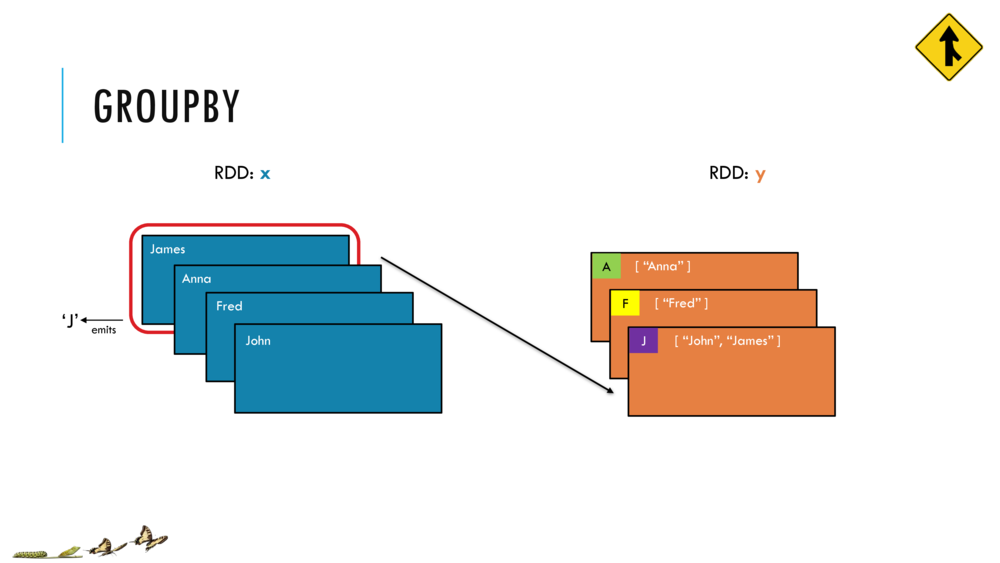 GROUPBY
RDD: x
RDD: y
James
Anna
Fred
John
‘J’
emits
A
[ “Anna” ]
F
[ “Fred” ]
J
[ “John”, “James” ]